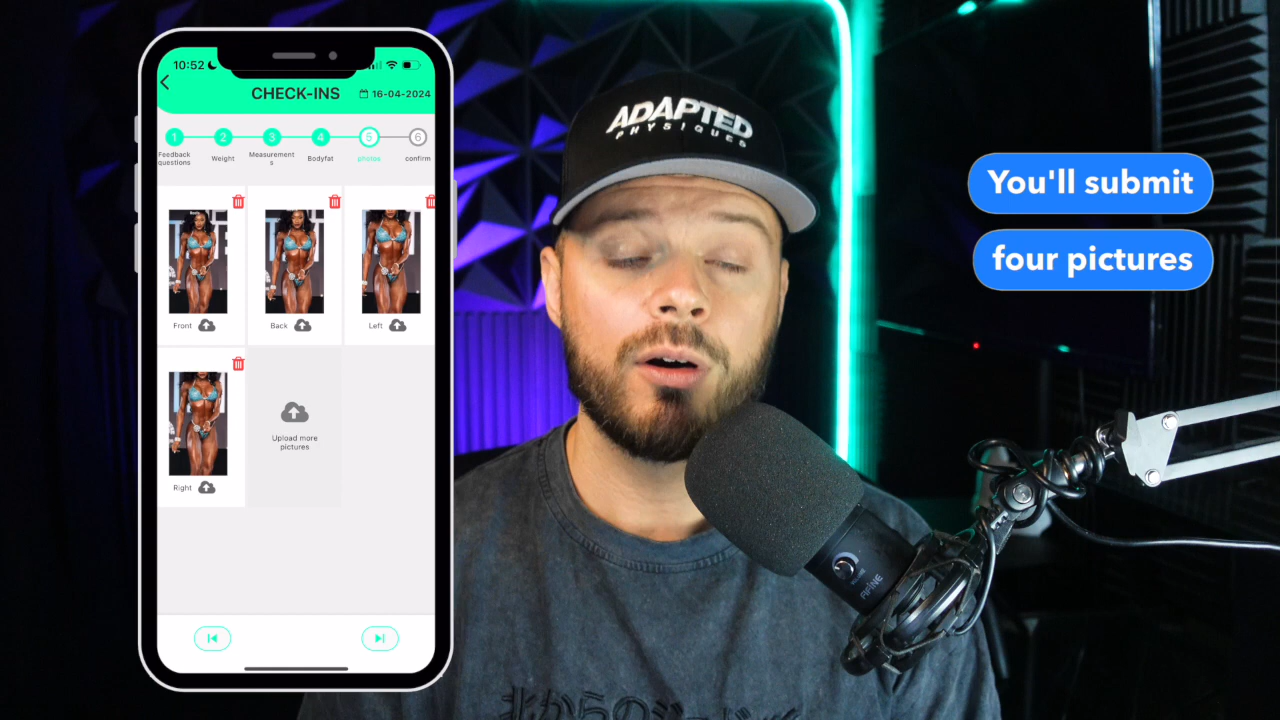 10:52
CHECK-INS
16-04-2024
1
2
3
4
5
6
Feedback
questions
Weight
Measurement
s
Bodyfat
photos
confirm
Front
Back
Left
Right
Upload more
pictures
ADAPTED
PHYSIQUES
You'll submit
four pictures
FIFINE